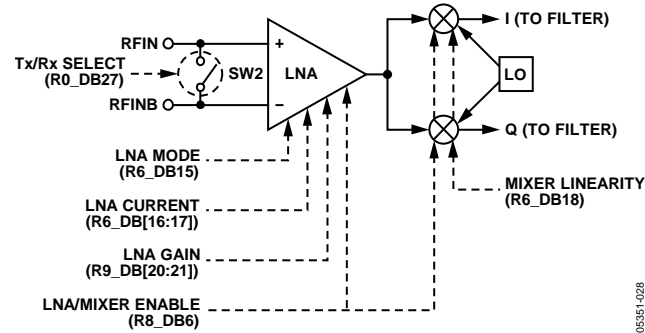 RFIN
I (TO FILTER)
Tx/Rx SELECT
(R0_DB27)
SW2
+
LNA
−
LO
RFINB
Q (TO FILTER)
LNA MODE
(R6_DB15)
MIXER LINEARITY
(R6_DB18)
LNA CURRENT
(R6_DB[16:17])
LNA GAIN
(R9_DB[20:21])
LNA/MIXER ENABLE
(R8_DB6)
05351-028